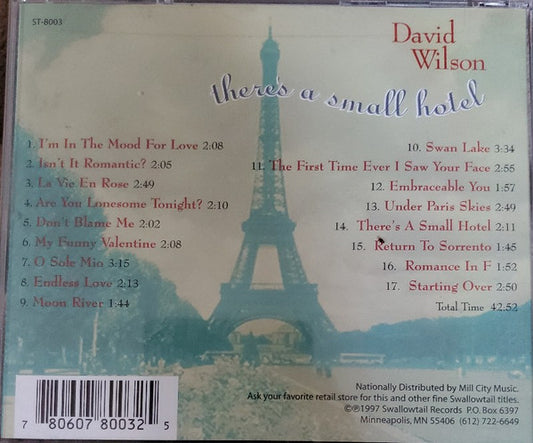 ST-8003
David
Wilson
there's a small hotel
1. I'm In The Mood For Love 2:08
2. Isn't It Romantic? 2:05
3. La Vie En Rose 2:49
4. Are You Lonesome Tonight? 2:10
5. Don't Blame Me 2:02
6. My Funny Valentine 2:08
7. O Sole Mio 3:15
8. Endless Love 2:13
9. Moon River 1:44
10. Swan Lake 3:34
11. The First Time Ever I Saw Your Face 2:55
12. Embraceable You 1:57
13. Under Paris Skies 2:49
14. There's A Small Hotel 2:11
15. Return To Sorrento 1:45
16. Romance In F 1:52
17. Starting Over 2:50
Total Time 42:52
Nationally Distributed by Mill City Music.
Ask your favorite retail store for this and other fine Swallowtail titles.
©℗1997 Swallowtail Records P.O. Box 6397
Minneapolis, MN 55406 (612) 722-6649
7 80607 80032 5